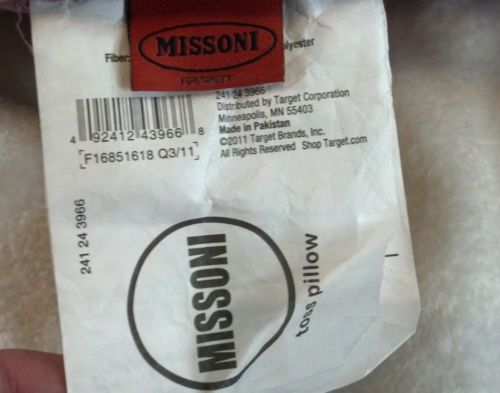 MISSONI
FOR TARGET
Fiber:
olyester
241 24 3966
Distributed by Target Corporation
Minneapolis, MN 55403
Made in Pakistan
©2011 Target Brands, Inc.
All Rights Reserved Shop Target.com
4 92412 43966 8
F16851618 Q3/11
241 24 3966
MISSONI
toss pillow